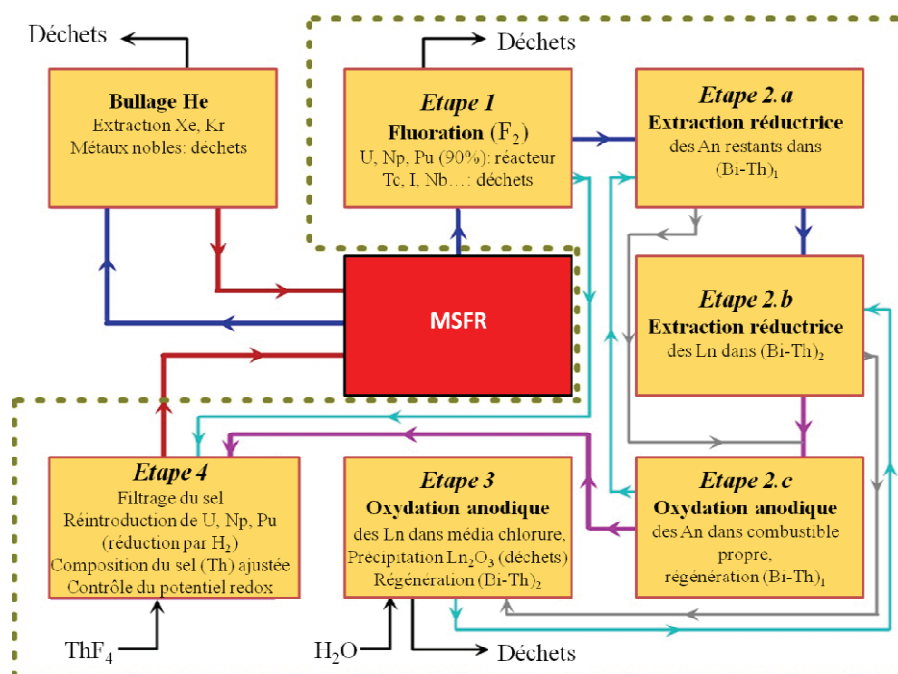 Déchets
Bullage He
Extraction Xe, Kr
Métaux nobles: déchets
Déchets
Etape 1
Fluoration (F₂)
U, Np, Pu (90%): réacteur
Tc, I, Nb…: déchets
Etape 2.a
Extraction réductrice
des An restants dans
(Bi-Th)₁
MSFR
Etape 2.b
Extraction réductrice
des Ln dans (Bi-Th)₂
Etape 4
Filtrage du sel
Réintroduction de U, Np, Pu
(réduction par H₂)
Composition du sel (Th) ajustée
Contrôle du potentiel redox
Etape 3
Oxydation anodique
des Ln dans média chlorure,
Précipitation Ln₂O₃ (déchets)
Régénération (Bi-Th)₂
Etape 2.c
Oxydation anodique
des An dans combustible
propre,
régénération (Bi-Th)₁
ThF₄
H₂O
Déchets